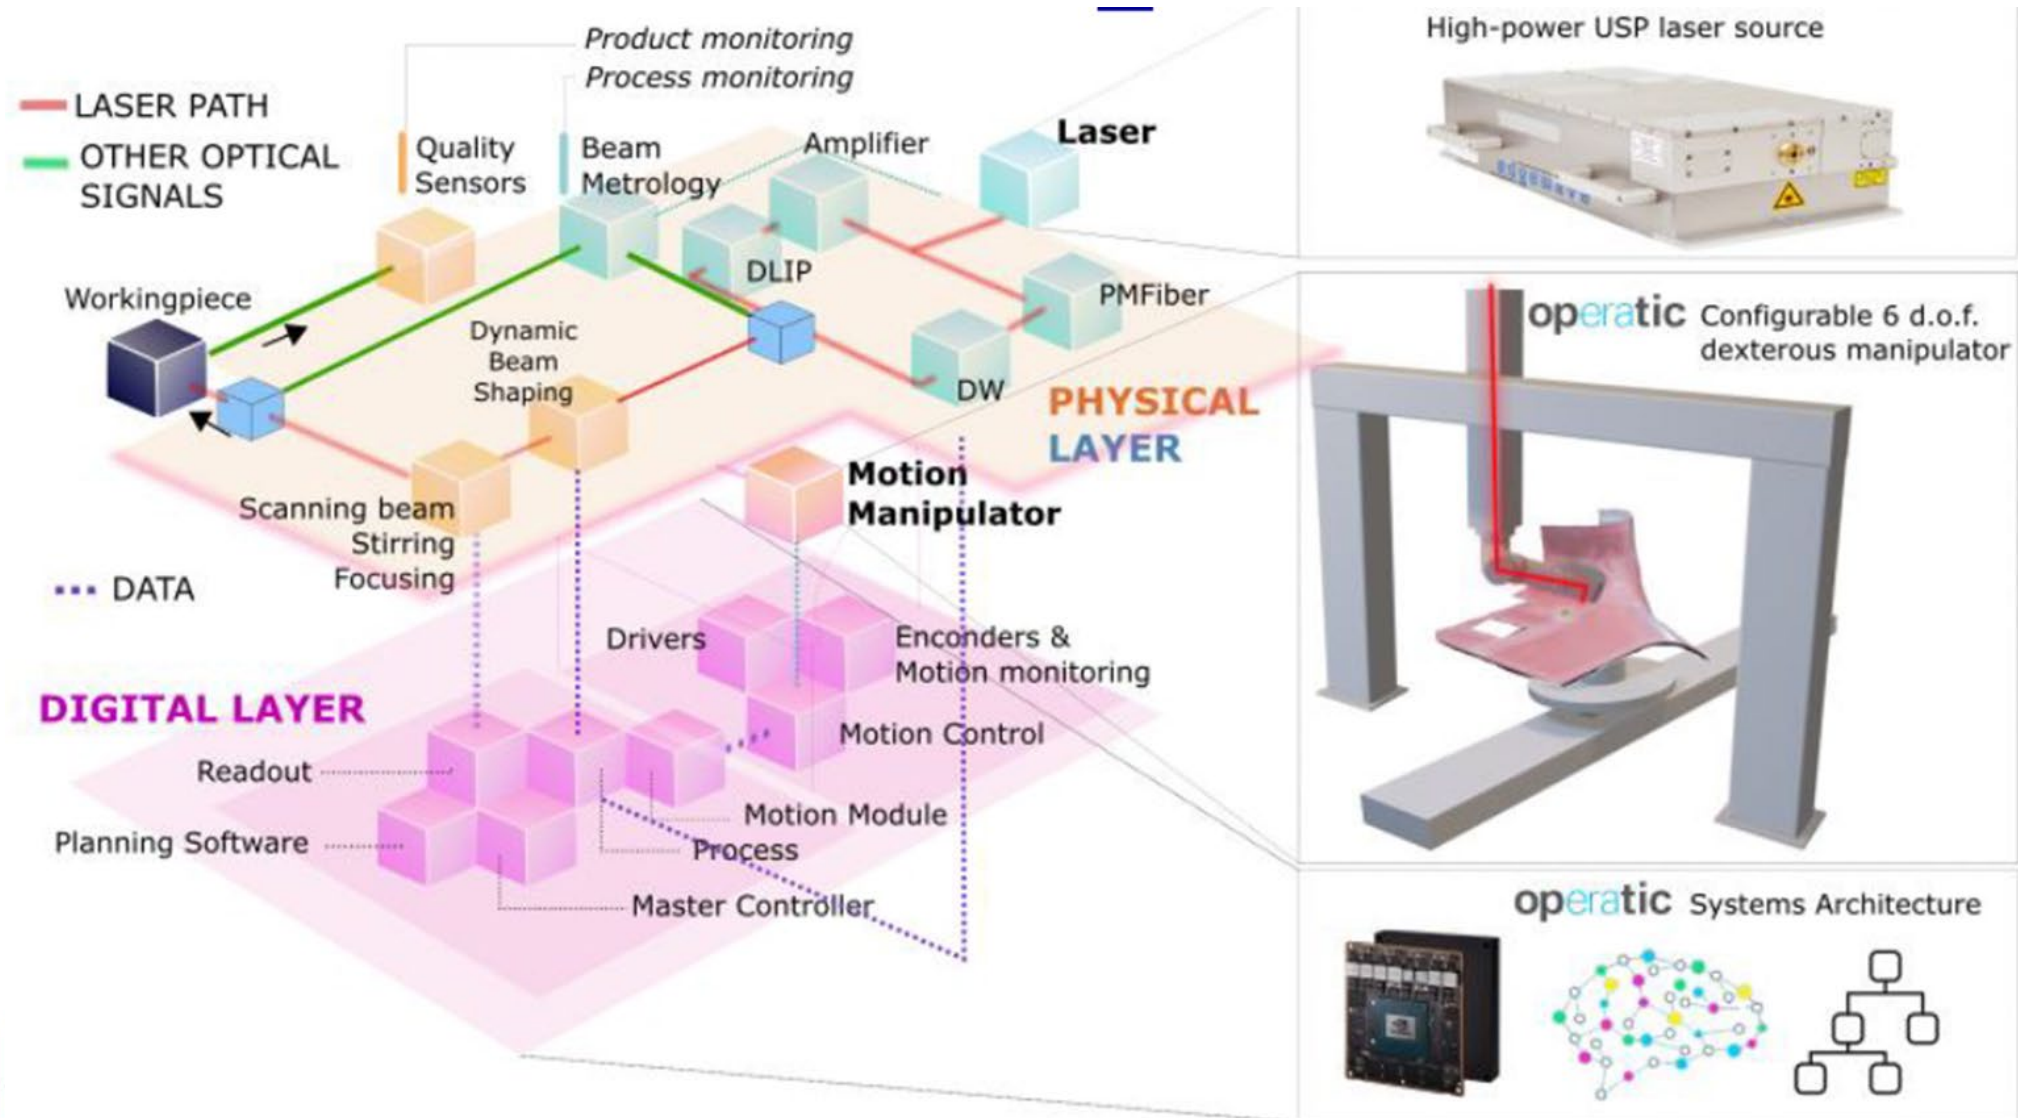 Product monitoring
Process monitoring
LASER PATH
OTHER OPTICAL
SIGNALS
Quality
Sensors
Beam
Metrology
Amplifier
Laser
DLIP
Workingpiece
Dynamic
Beam
Shaping
PMFiber
DW
PHYSICAL
LAYER
Motion
Manipulator
Scanning beam
Stirring
Focusing
DATA
Drivers
Enconders &
Motion monitoring
DIGITAL LAYER
Motion Control
Readout
Motion Module
Planning Software
Process
Master Controller
High-power USP laser source
operatic Configurable 6 d.o.f.
dexterous manipulator
operatic Systems Architecture